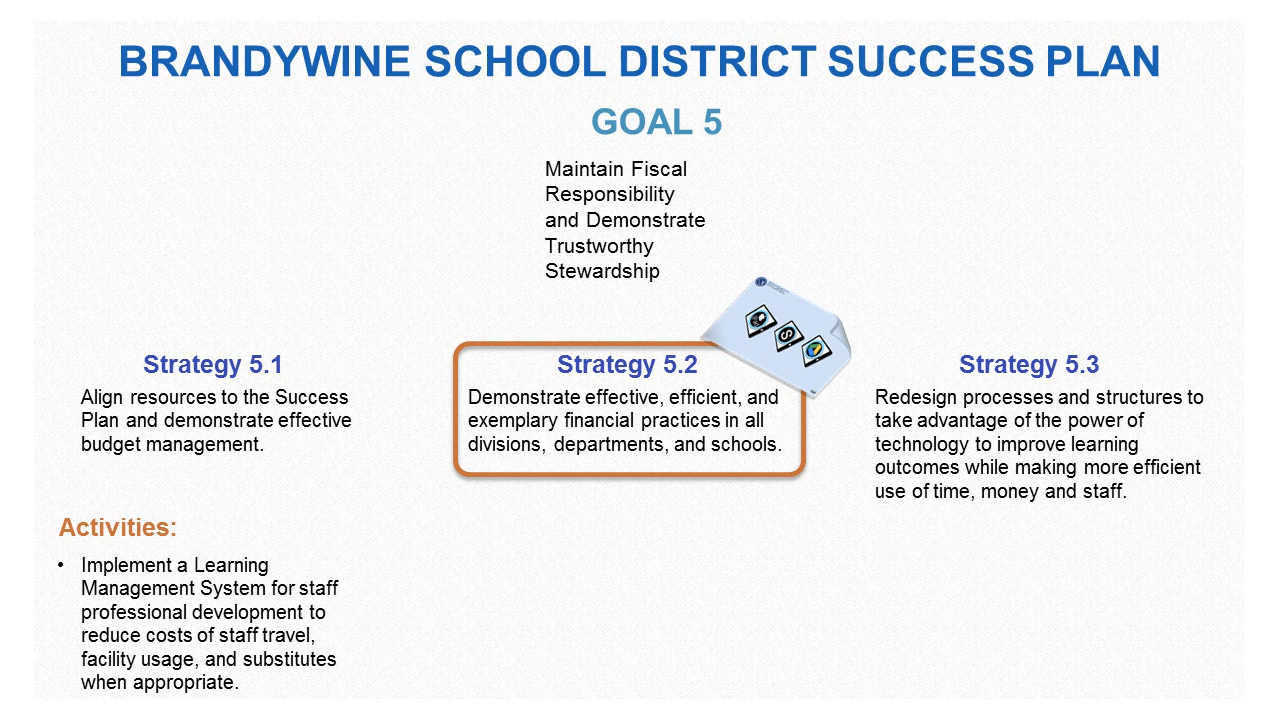 BRANDYWINE SCHOOL DISTRICT SUCCESS PLAN
GOAL 5
Maintain Fiscal
Responsibility
and Demonstrate
Trustworthy
Stewardship
Strategy 5.1
Align resources to the Success
Plan and demonstrate effective
budget management.
Strategy 5.2
Demonstrate effective, efficient, and
exemplary financial practices in all
divisions, departments, and schools.
Strategy 5.3
Redesign processes and structures to
take advantage of the power of
technology to improve learning
outcomes while making more efficient
use of time, money and staff.
Activities:
• Implement a Learning
Management System for staff
professional development to
reduce costs of staff travel,
facility usage, and substitutes
when appropriate.